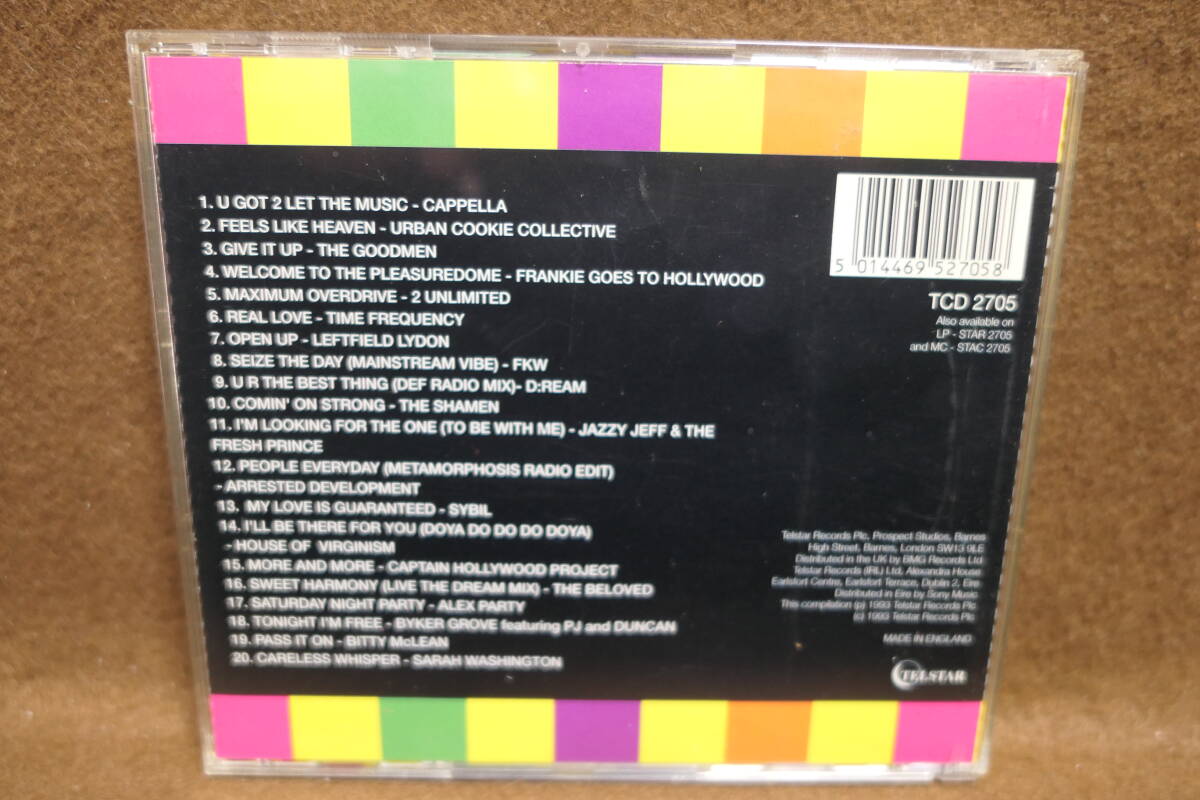 1. U GOT 2 LET THE MUSIC - CAPPELLA
2. FEELS LIKE HEAVEN - URBAN COOKIE COLLECTIVE
3. GIVE IT UP - THE GOODMEN
4. WELCOME TO THE PLEASUREDOME - FRANKIE GOES TO HOLLYWOOD
5. MAXIMUM OVERDRIVE - 2 UNLIMITED
6. REAL LOVE - TIME FREQUENCY
7. OPEN UP - LEFTFIELD LYDON
8. SEIZE THE DAY (MAINSTREAM VIBE) - FKW
9. U R THE BEST THING (DEF RADIO MIX)- D:REAM
10. COMIN' ON STRONG - THE SHAMEN
11. I'M LOOKING FOR THE ONE (TO BE WITH ME) - JAZZY JEFF & THE
FRESH PRINCE
12. PEOPLE EVERYDAY (METAMORPHOSIS RADIO EDIT)
- ARRESTED DEVELOPMENT
13. MY LOVE IS GUARANTEED - SYBIL
14. I'LL BE THERE FOR YOU (DOYA DO DO DO DOYA)
- HOUSE OF VIRGINISM
15. MORE AND MORE - CAPTAIN HOLLYWOOD PROJECT
16. SWEET HARMONY (LIVE THE DREAM MIX) - THE BELOVED
17. SATURDAY NIGHT PARTY - ALEX PARTY
18. TONIGHT I'M FREE - BYKER GROVE featuring PJ and DUNCAN
19. PASS IT ON - BITTY McLEAN
20. CARELESS WHISPER - SARAH WASHINGTON
5 014469 527058
TCD 2705
Also available on
LP - STAR 2705
and MC - STAC 2705
Telstar Records Plc, Prospect Studios, Barnes
High Street, Barnes, London SW13 9LE
Distributed in the UK by BMG Records Ltd
Telstar Records (IRL) Ltd, Alexandra House
Earlsfort Centre, Earlsfort Terrace, Dublin 2, Eire
Distributed in Eire by Sony Music
This compilation (p) 1993 Telstar Records Plc
(c) 1993 Telstar Records Plc
MADE IN ENGLAND
TELSTAR